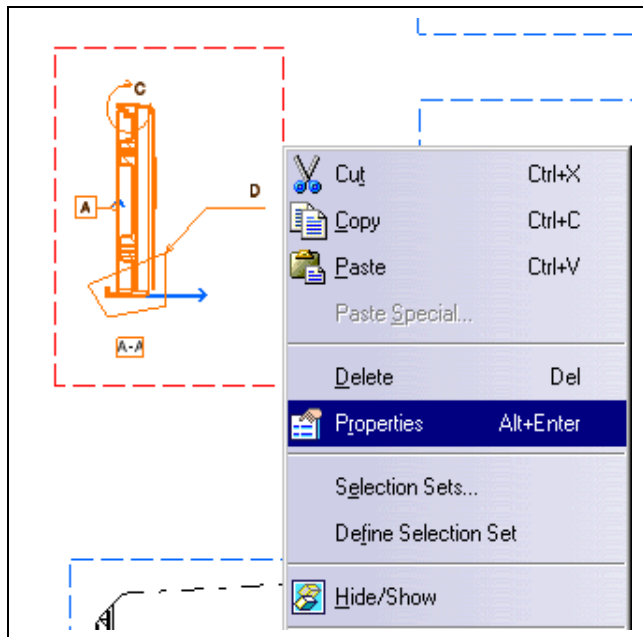 C
A
D
A-A
Cut Ctrl+X
Copy Ctrl+C
Paste Ctrl+V
Paste Special...
Delete Del
Properties Alt+Enter
Selection Sets...
Define Selection Set
Hide/Show